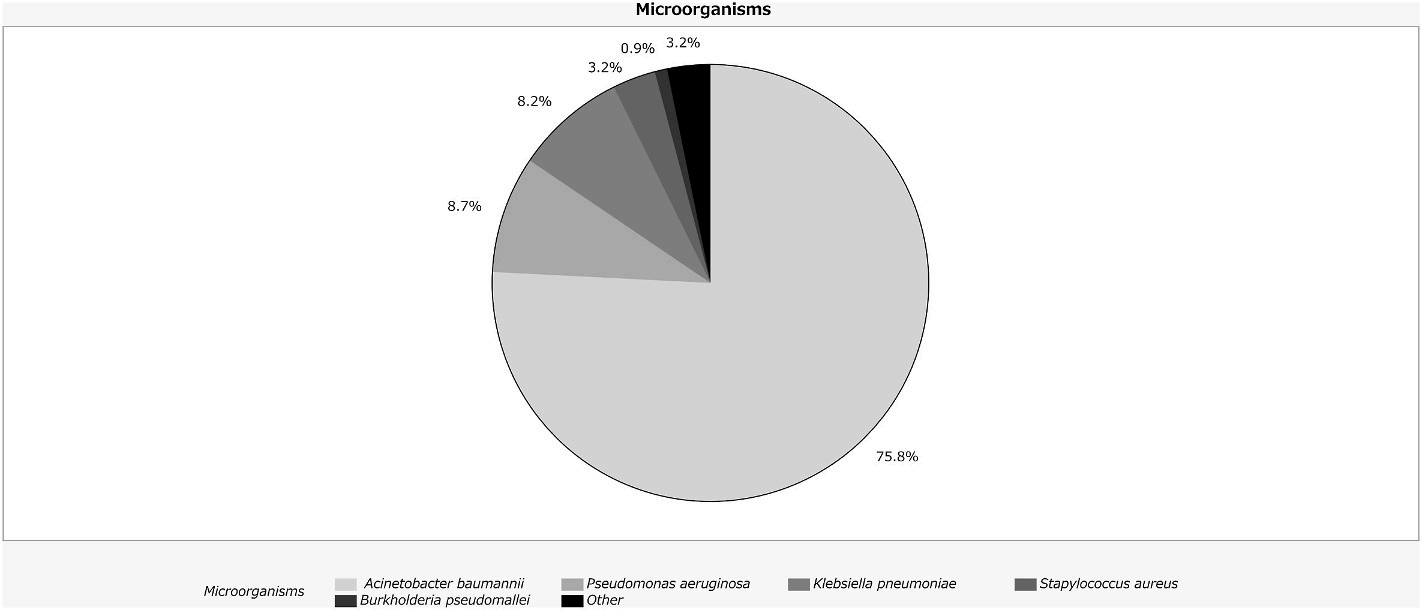 Microorganisms
0.9% 3.2%
3.2%
8.2%
8.7%
75.8%
Microorganisms
Acinetobacter baumannii Pseudomonas aeruginosa Klebsiella pneumoniae Stapylococcus aureus
Burkholderia pseudomallei Other